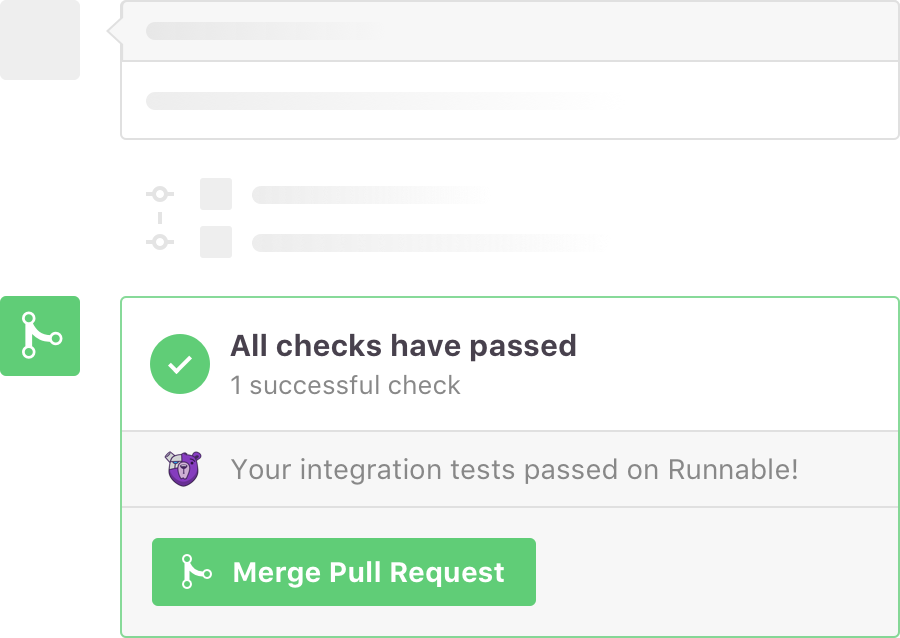 All checks have passed
1 successful check
Your integration tests passed on Runnable!
Merge Pull Request